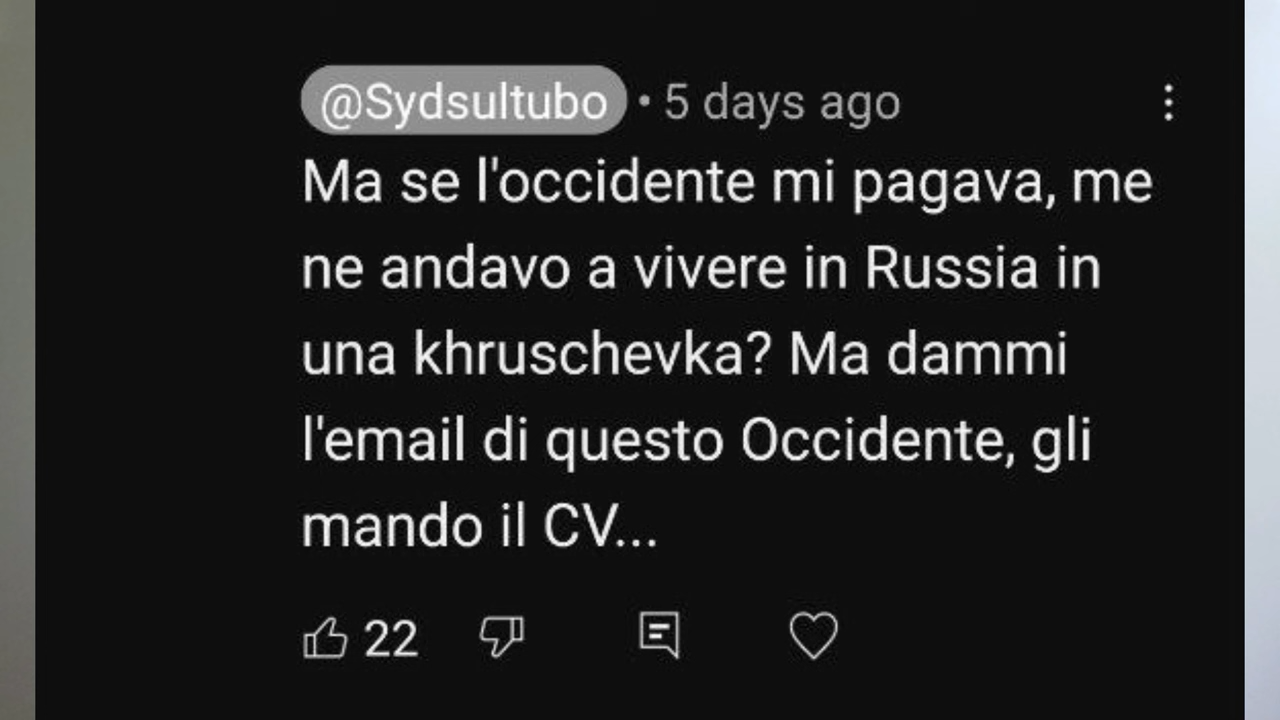 @Sydsultubo • 5 days ago
Ma se l'occidente mi pagava, me
ne andavo a vivere in Russia in
una khruschevka? Ma dammi
l'email di questo Occidente, gli
mando il CV...
22